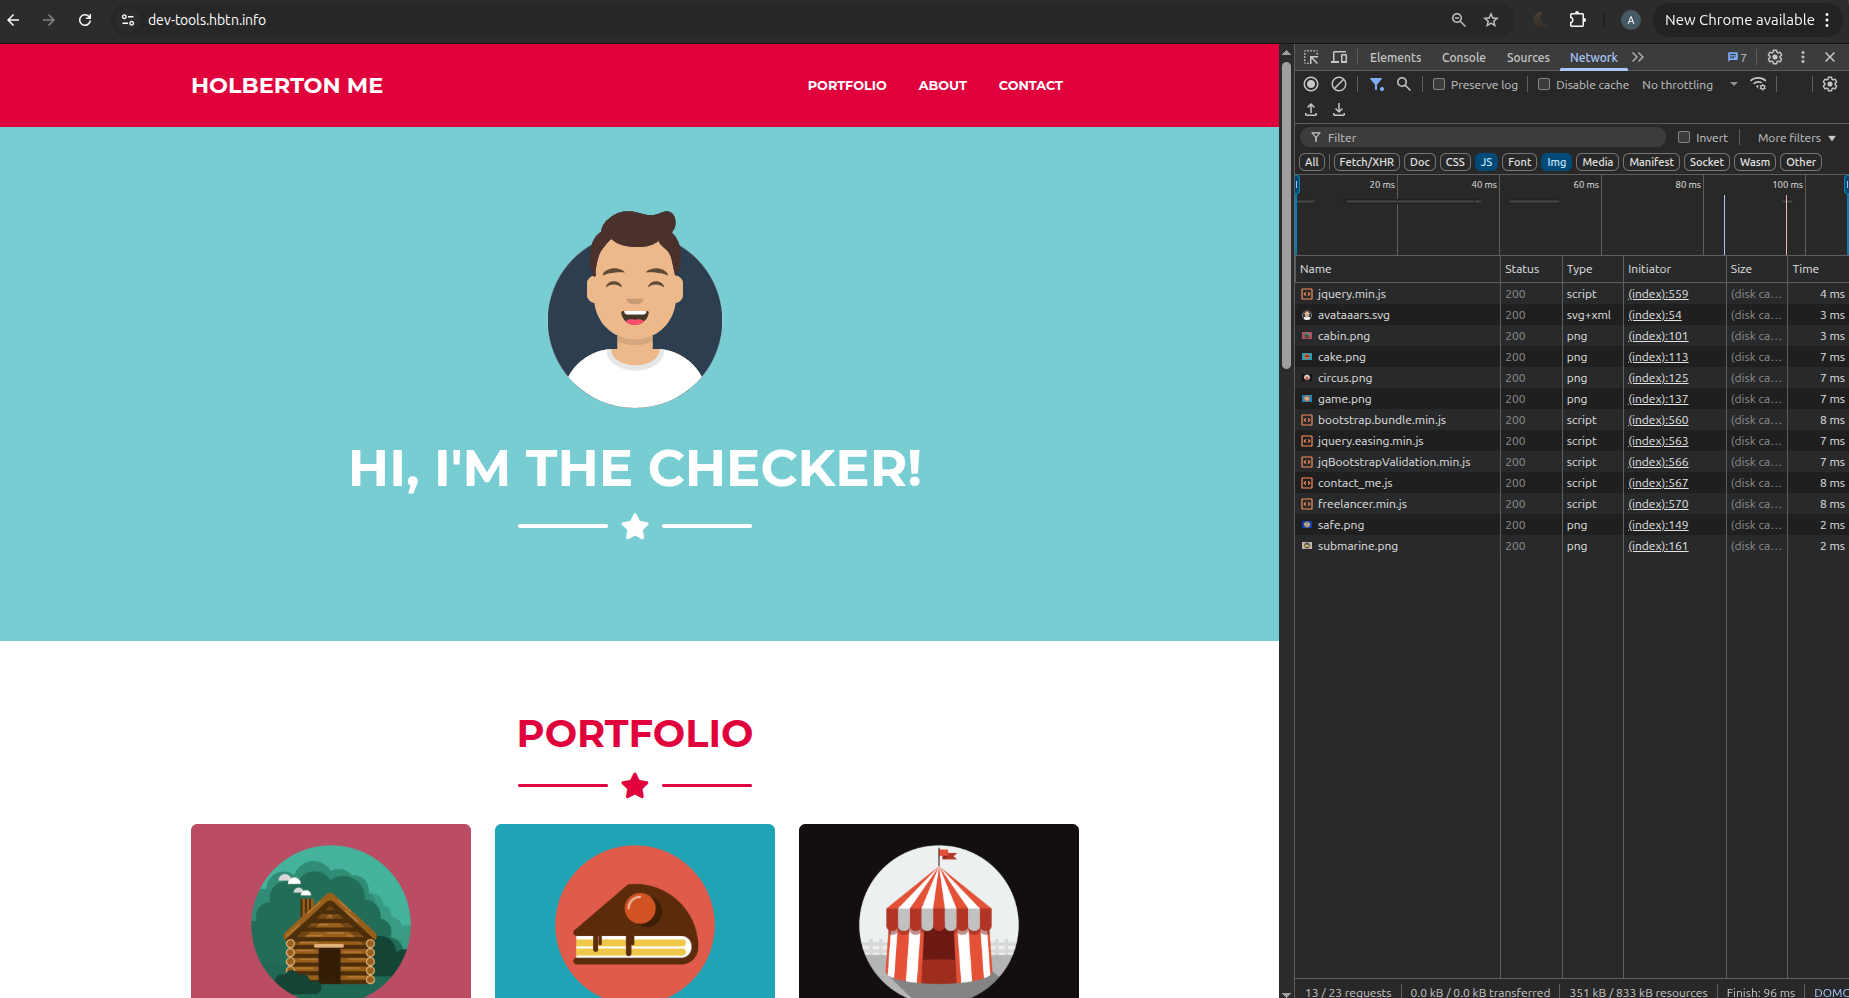 dev-tools.hbtn.info
A
New Chrome available
HOLBERTON ME
PORTFOLIO ABOUT CONTACT
HI, I'M THE CHECKER!
PORTFOLIO
Elements Console Sources Network 7
Preserve log Disable cache No throttling
Filter Invert More filters
All Fetch/XHR Doc CSS JS Font Img Media Manifest Socket Wasm Other
20 ms 40 ms 60 ms 80 ms 100 ms
Name Status Type Initiator Size Time
jquery.min.js 200 script (index):559 (disk ca... 4 ms
avataaars.svg 200 svg+xml (index):54 (disk ca... 3 ms
cabin.png 200 png (index):101 (disk ca... 3 ms
cake.png 200 png (index):113 (disk ca... 7 ms
circus.png 200 png (index):125 (disk ca... 7 ms
game.png 200 png (index):137 (disk ca... 7 ms
bootstrap.bundle.min.js 200 script (index):560 (disk ca... 8 ms
jquery.easing.min.js 200 script (index):563 (disk ca... 7 ms
jqBootstrapValidation.min.js 200 script (index):566 (disk ca... 7 ms
contact_me.js 200 script (index):567 (disk ca... 8 ms
freelancer.min.js 200 script (index):570 (disk ca... 8 ms
safe.png 200 png (index):149 (disk ca... 2 ms
submarine.png 200 png (index):161 (disk ca... 2 ms
13 / 23 requests 0.0 kB / 0.0 kB transferred 351 kB / 833 kB resources Finish: 96 ms DOMC